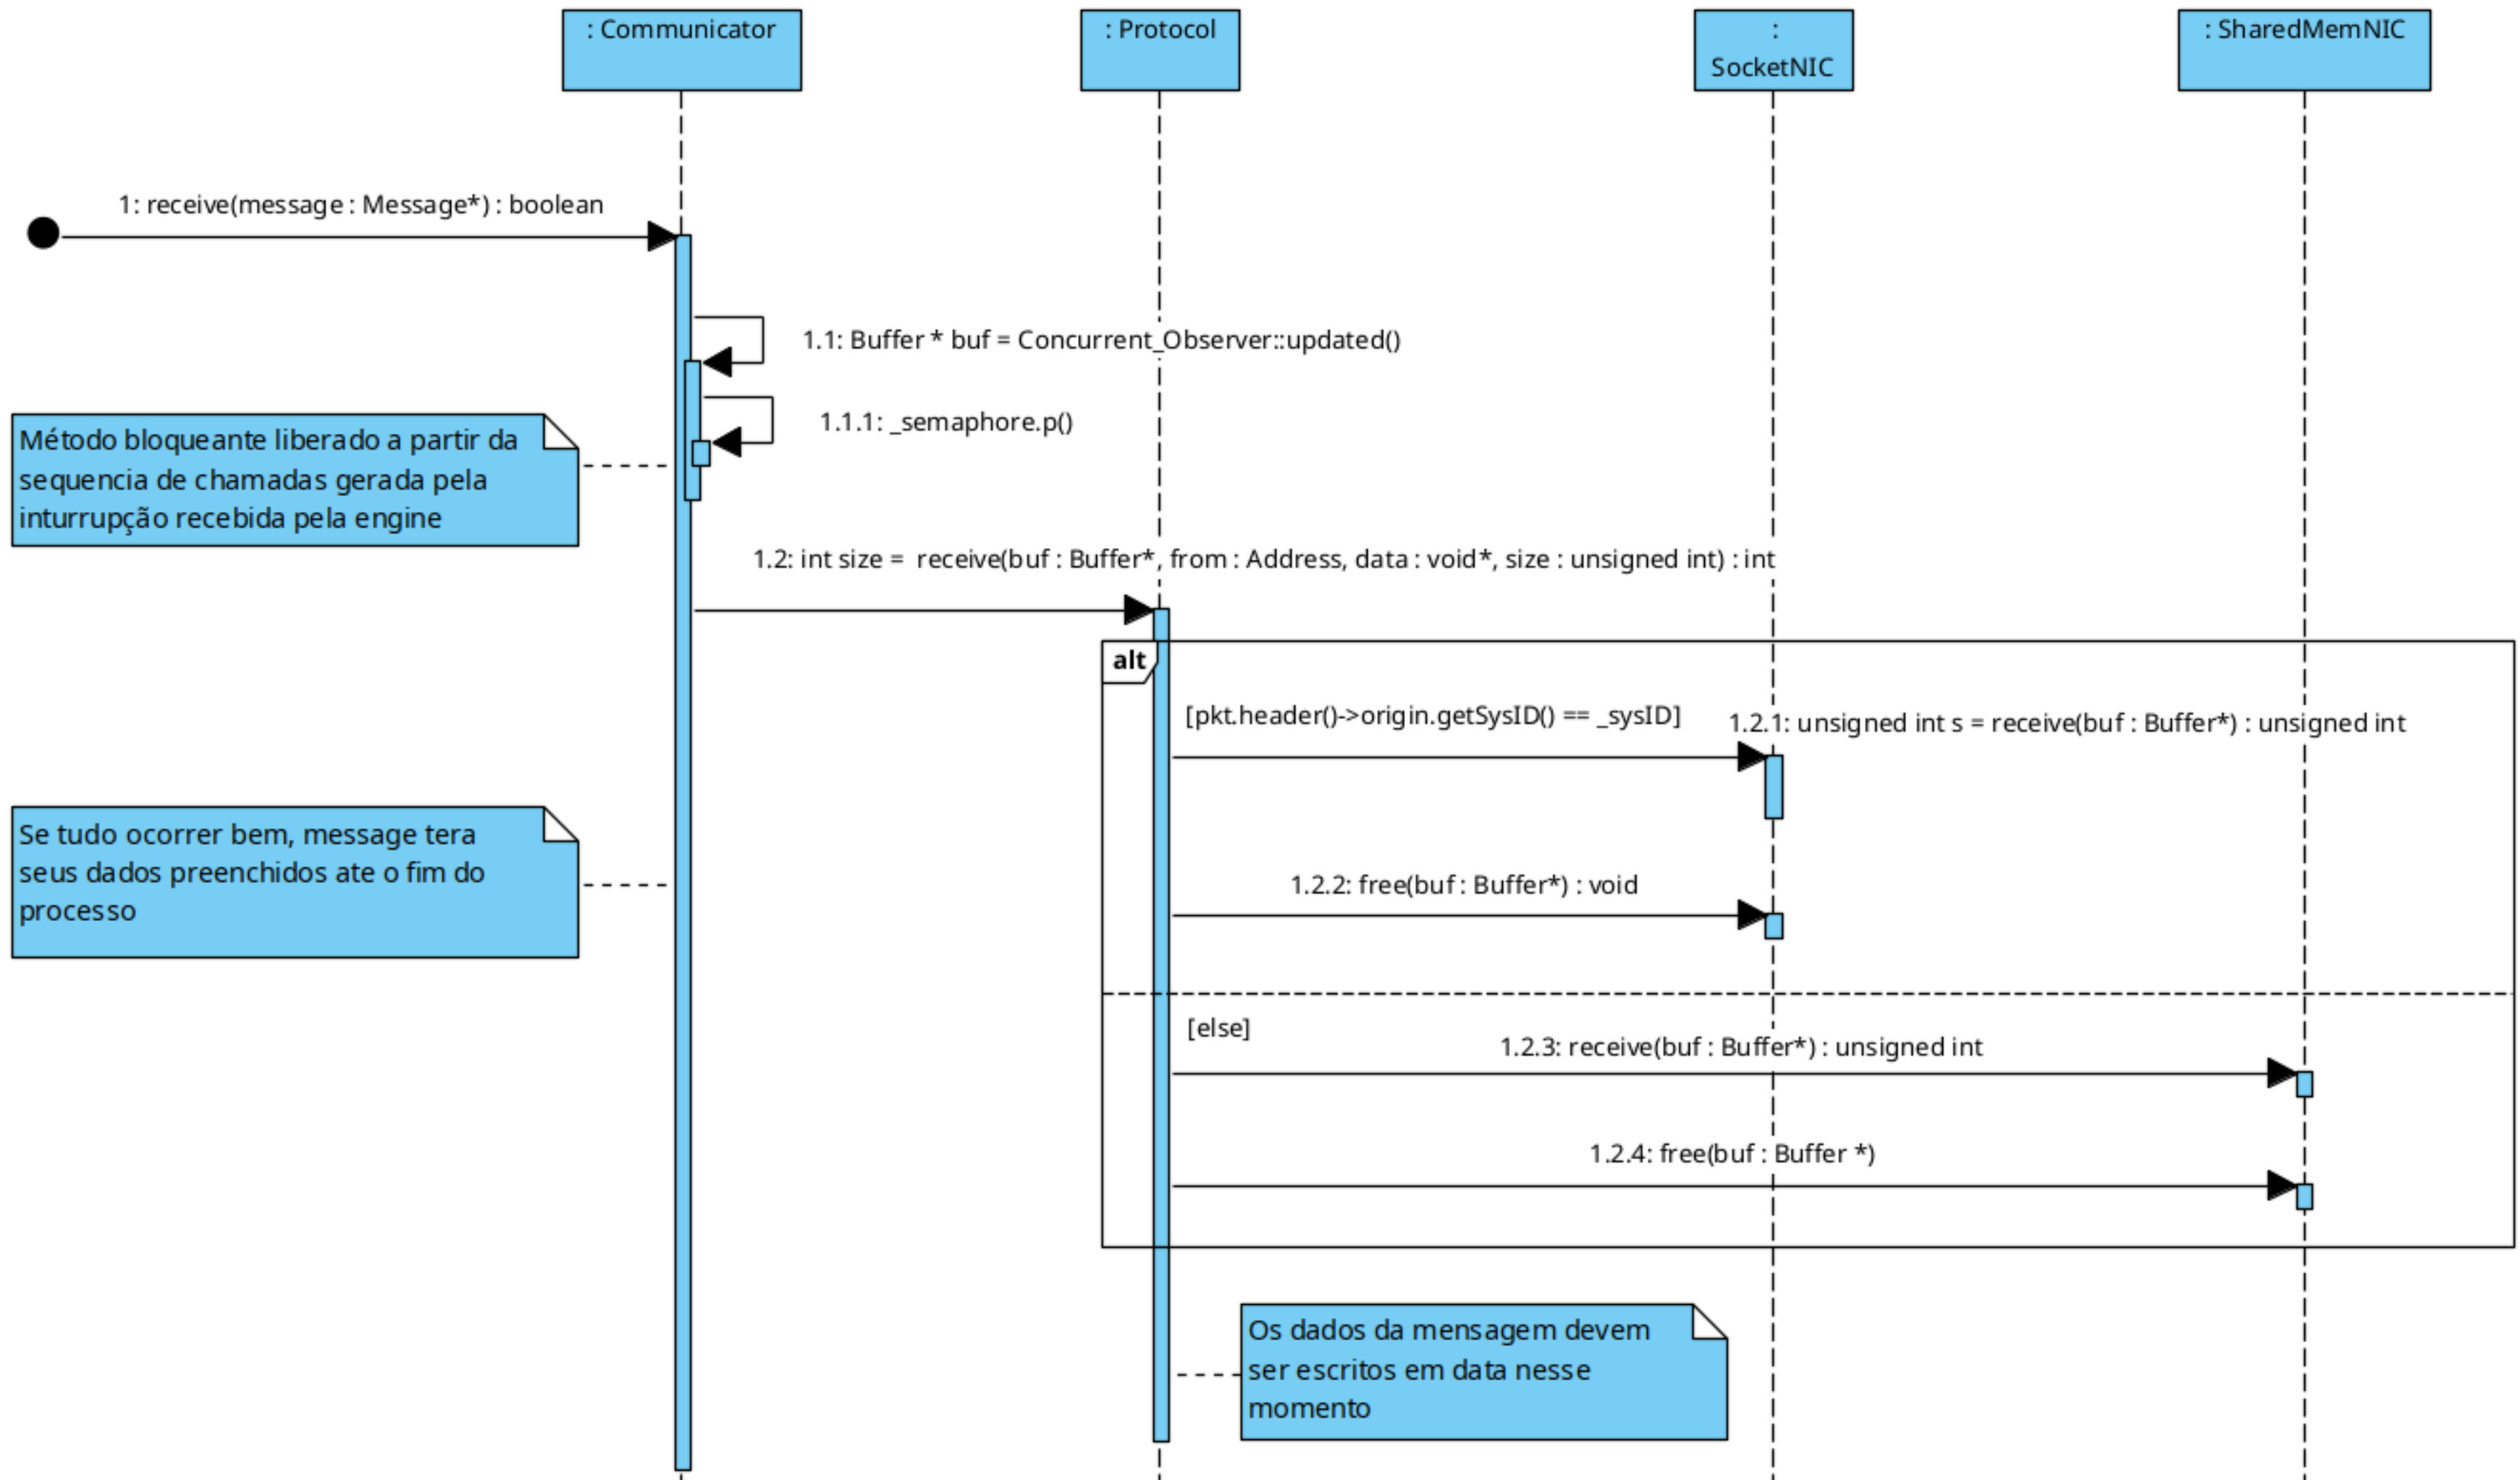 : Communicator
: Protocol
:
SocketNIC
: SharedMemNIC
1: receive(message : Message*) : boolean
1.1: Buffer * buf = Concurrent_Observer::updated()
1.1.1: _semaphore.p()
Método bloqueante liberado a partir da
sequencia de chamadas gerada pela
inturrupção recebida pela engine
1.2: int size =  receive(buf : Buffer*, from : Address, data : void*, size : unsigned int) : int
alt
[pkt.header()->origin.getSysID() == _sysID]
1.2.1: unsigned int s = receive(buf : Buffer*) : unsigned int
Se tudo ocorrer bem, message tera
seus dados preenchidos ate o fim do
processo
1.2.2: free(buf : Buffer*) : void
[else]
1.2.3: receive(buf : Buffer*) : unsigned int
1.2.4: free(buf : Buffer *)
Os dados da mensagem devem
ser escritos em data nesse
momento